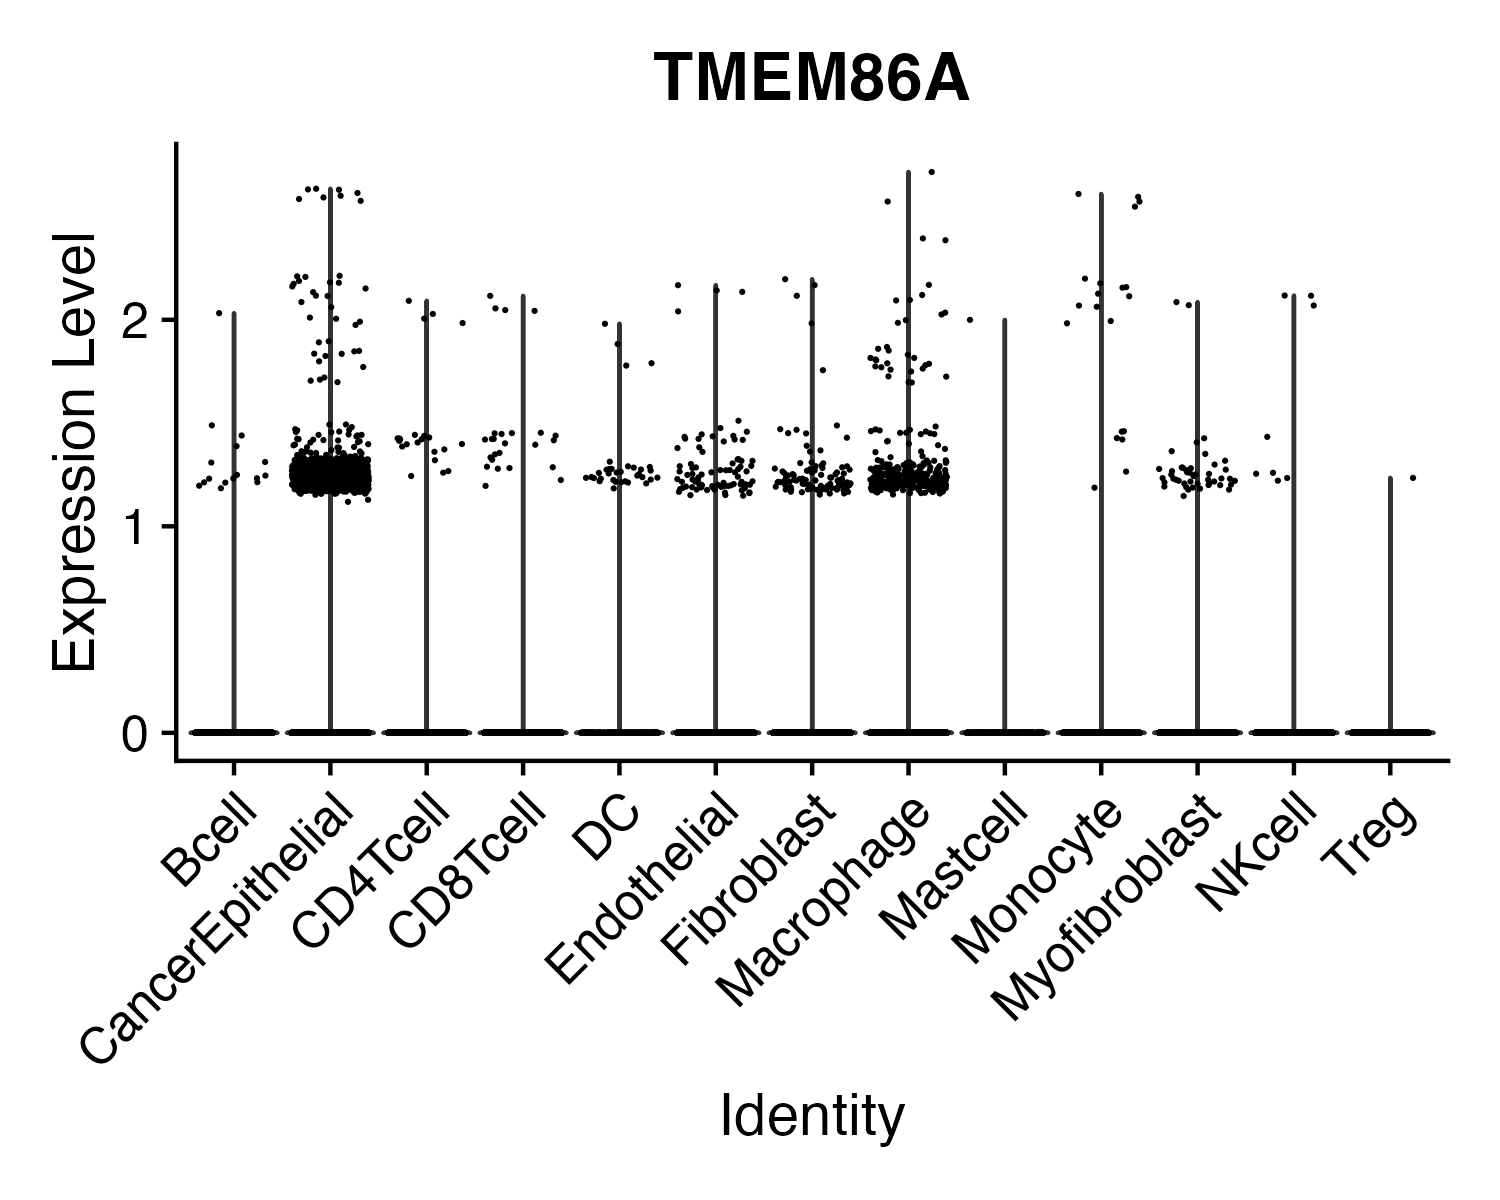 TMEM86A
Expression Level
2
1
0
Bcell
CancerEpithelial
CD4Tcell
CD8Tcell
DC
Endothelial
Fibroblast
Macrophage
Mastcell
Monocyte
Myofibroblast
NKcell
Treg
Identity